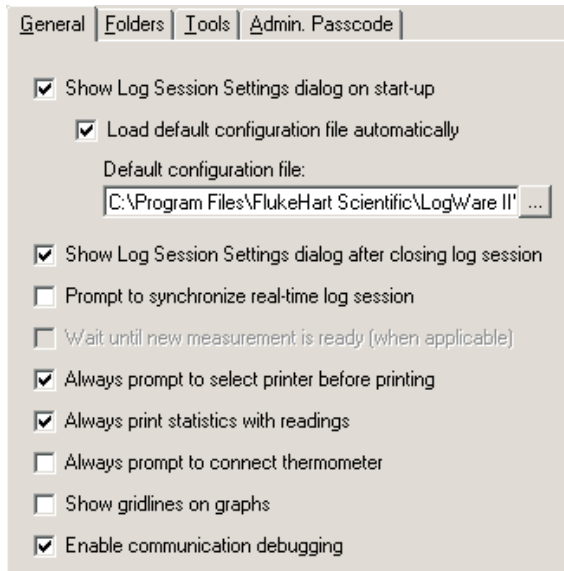 General Folders Tools Admin. Passcode
Show Log Session Settings dialog on start-up
Load default configuration file automatically
Default configuration file:
C:\Program Files\FlukeHart Scientific\LogWare II' ...
Show Log Session Settings dialog after closing log session
Prompt to synchronize real-time log session
Wait until new measurement is ready (when applicable)
Always prompt to select printer before printing
Always print statistics with readings
Always prompt to connect thermometer
Show gridlines on graphs
Enable communication debugging